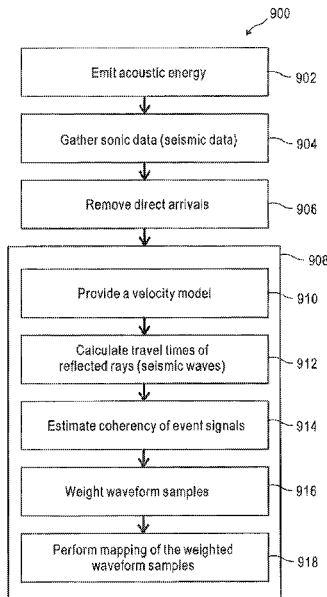 900
Emit acoustic energy
902
Gather sonic data (seismic data)
904
Remove direct arrivals
906
908
Provide a velocity model
910
Calculate travel times of
reflected rays (seismic waves)
912
Estimate coherency of event signals
914
Weight waveform samples
916
Perform mapping of the weighted
waveform samples
918